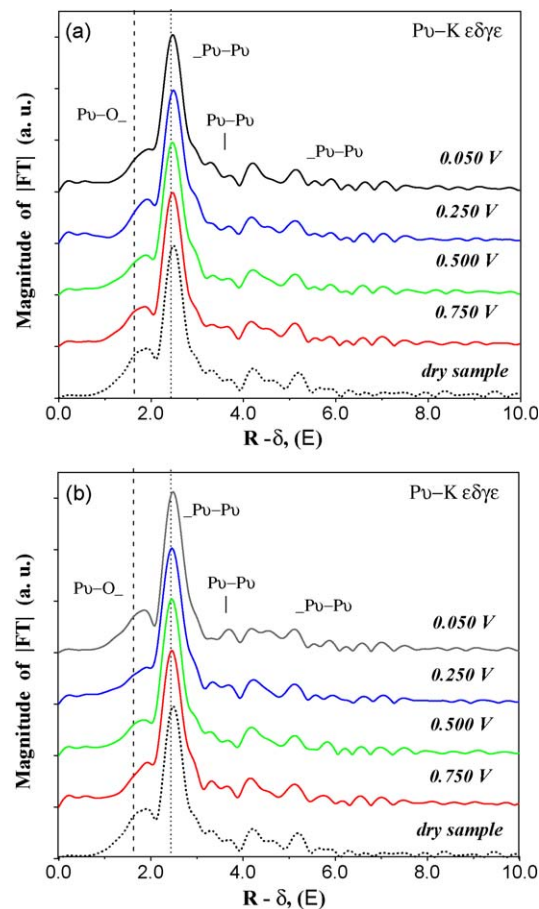 (a)
Pυ–K εδγε
_Pυ–Pυ
Pυ–O_
Pυ–Pυ
_Pυ–Pυ
0.050 V
0.250 V
0.500 V
0.750 V
dry sample
Magnitude of |FT| (a. u.)
0.0 2.0 4.0 6.0 8.0 10.0
R -δ, (E)
(b)
Pυ–K εδγε
_Pυ–Pυ
Pυ–O_
Pυ–Pυ
_Pυ–Pυ
0.050 V
0.250 V
0.500 V
0.750 V
dry sample
Magnitude of |FT| (a. u.)
0.0 2.0 4.0 6.0 8.0 10.0
R -δ, (E)